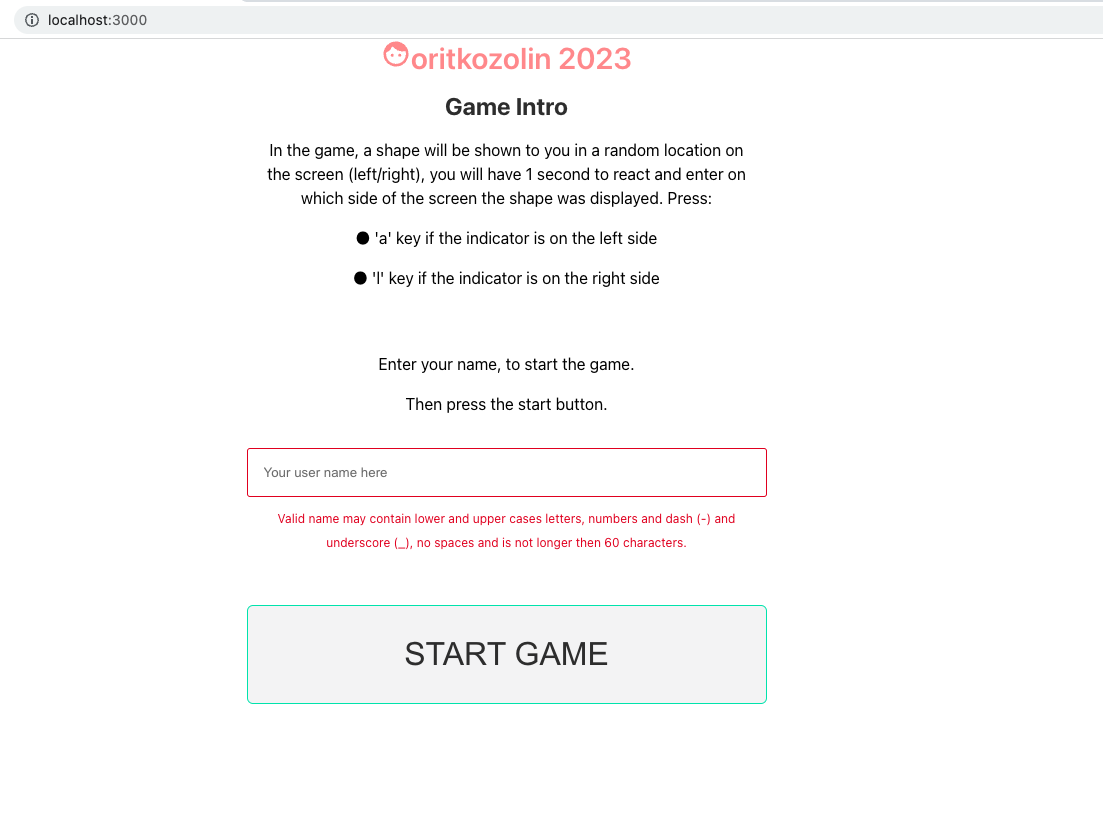 localhost:3000
oritkozolin 2023
Game Intro
In the game, a shape will be shown to you in a random location on
the screen (left/right), you will have 1 second to react and enter on
which side of the screen the shape was displayed. Press:
● 'a' key if the indicator is on the left side
● 'l' key if the indicator is on the right side
Enter your name, to start the game.
Then press the start button.
Your user name here
Valid name may contain lower and upper cases letters, numbers and dash (-) and
underscore (_), no spaces and is not longer then 60 characters.
START GAME